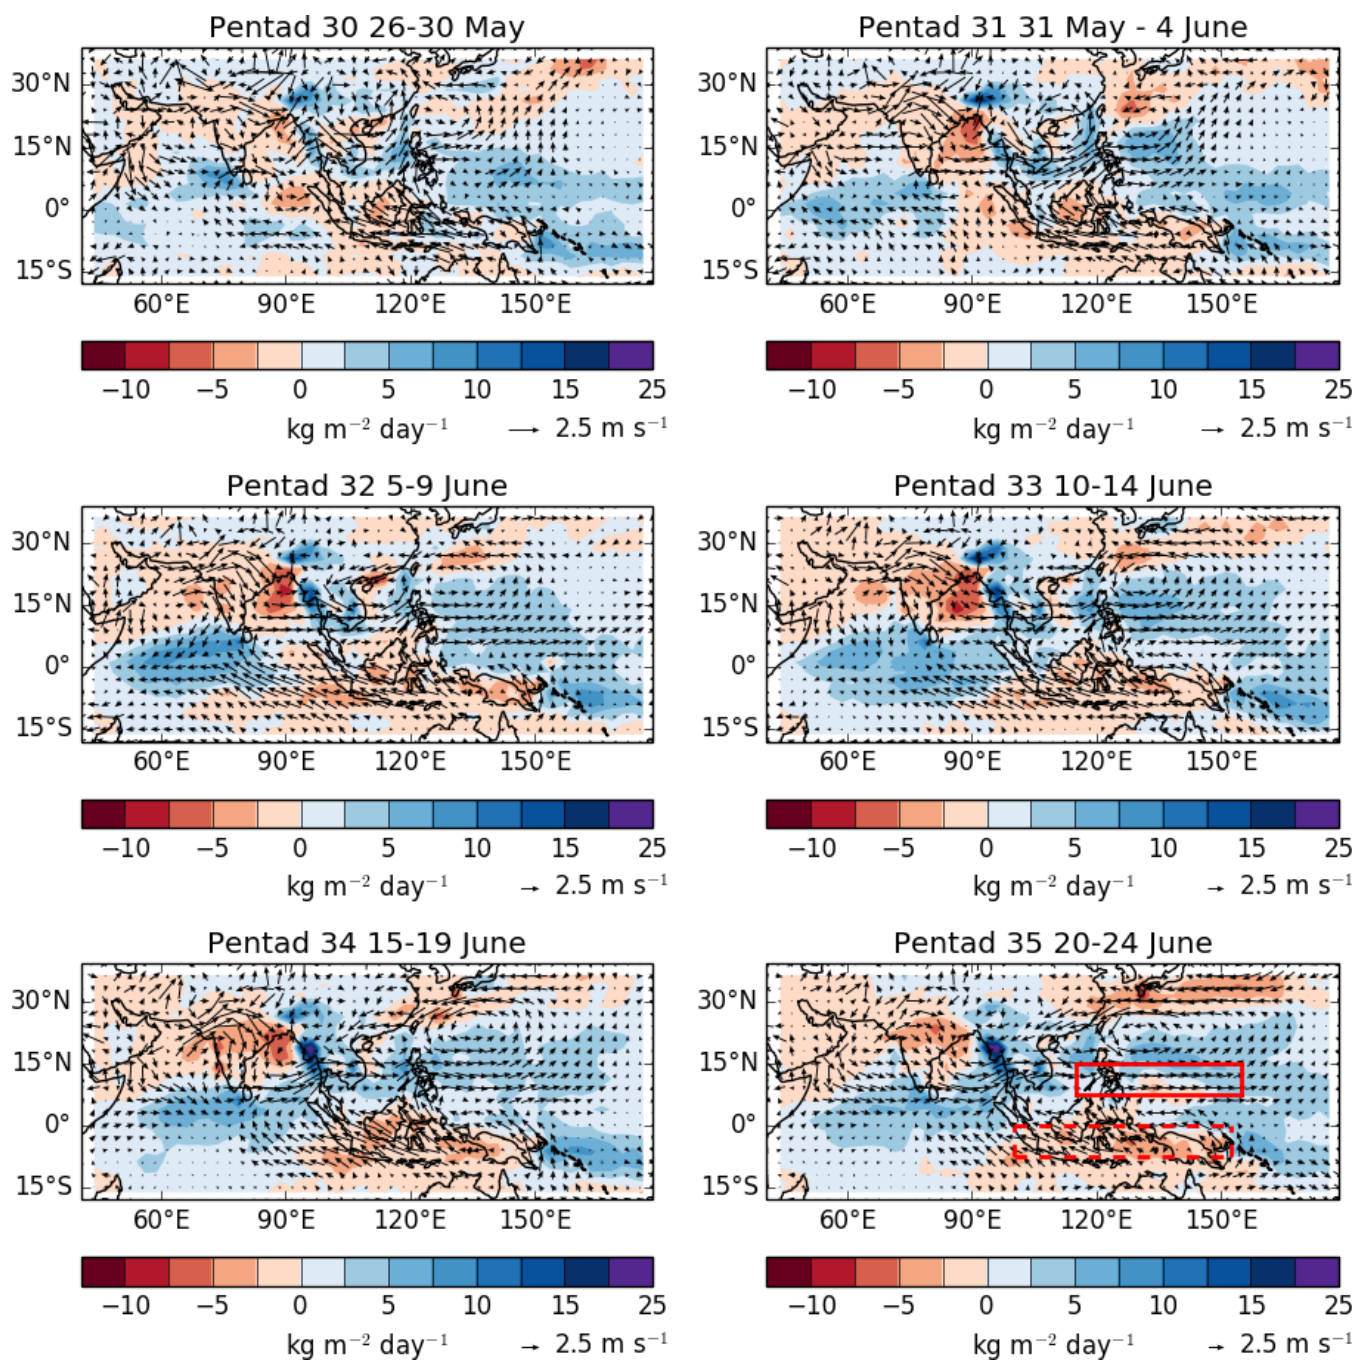 Pentad 30 26-30 May
Pentad 31 31 May - 4 June
30°N
15°N
0°
15°S
60°E 90°E 120°E 150°E
30°N
15°N
0°
15°S
60°E 90°E 120°E 150°E
−10 −5 0 5 10 15 25
kg m⁻² day⁻¹ 2.5 m s⁻¹
−10 −5 0 5 10 15 25
kg m⁻² day⁻¹ 2.5 m s⁻¹
Pentad 32 5-9 June
Pentad 33 10-14 June
30°N
15°N
0°
15°S
60°E 90°E 120°E 150°E
30°N
15°N
0°
15°S
60°E 90°E 120°E 150°E
−10 −5 0 5 10 15 25
kg m⁻² day⁻¹ 2.5 m s⁻¹
−10 −5 0 5 10 15 25
kg m⁻² day⁻¹ 2.5 m s⁻¹
Pentad 34 15-19 June
Pentad 35 20-24 June
30°N
15°N
0°
15°S
60°E 90°E 120°E 150°E
30°N
15°N
0°
15°S
60°E 90°E 120°E 150°E
−10 −5 0 5 10 15 25
kg m⁻² day⁻¹ 2.5 m s⁻¹
−10 −5 0 5 10 15 25
kg m⁻² day⁻¹ 2.5 m s⁻¹